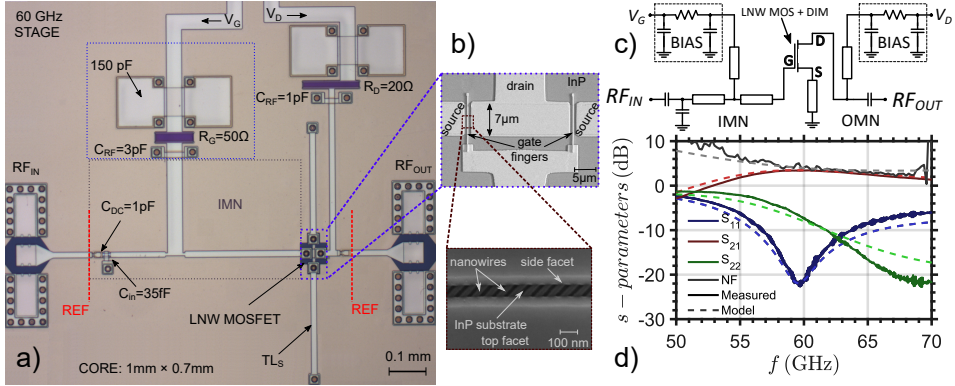 60 GHz
STAGE
V_G
V_D
150 pF
C_RF=1pF
R_D=20Ω
R_G=50Ω
C_RF=3pF
RF_IN
RF_OUT
IMN
C_DC=1pF
C_in=35fF
REF
REF
LNW MOSFET
TL_S
0.1 mm
a)
CORE: 1mm × 0.7mm
b)
drain
InP
source
source
7µm
gate
fingers
5µm
nanowires
side facet
InP substrate
top facet
100 nm
c)
LNW MOS + DIM
V_G
V_D
BIAS
BIAS
D
G
S
RF_IN
RF_OUT
IMN
OMN
s − parameters (dB)
10
0
-10
-20
-30
S_11
S_21
S_22
NF
Measured
Model
50
60
70
d)
f (GHz)